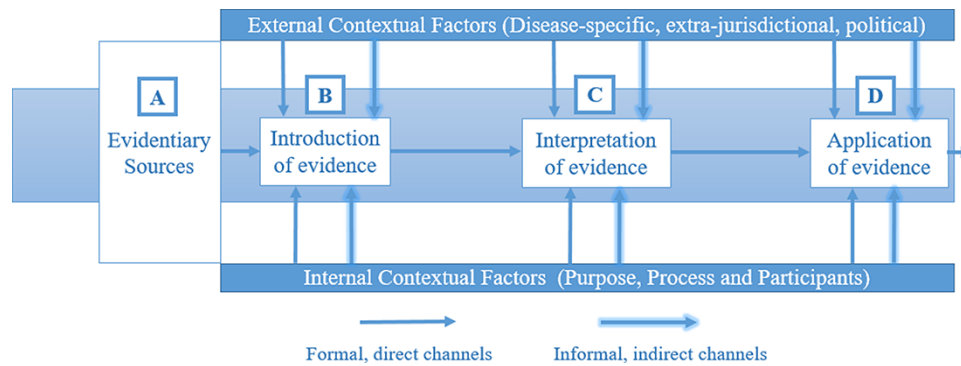 External Contextual Factors (Disease-specific, extra-jurisdictional, political)
A
Evidentiary
Sources
B
Introduction
of evidence
C
Interpretation
of evidence
D
Application
of evidence
Internal Contextual Factors (Purpose, Process and Participants)
Formal, direct channels
Informal, indirect channels